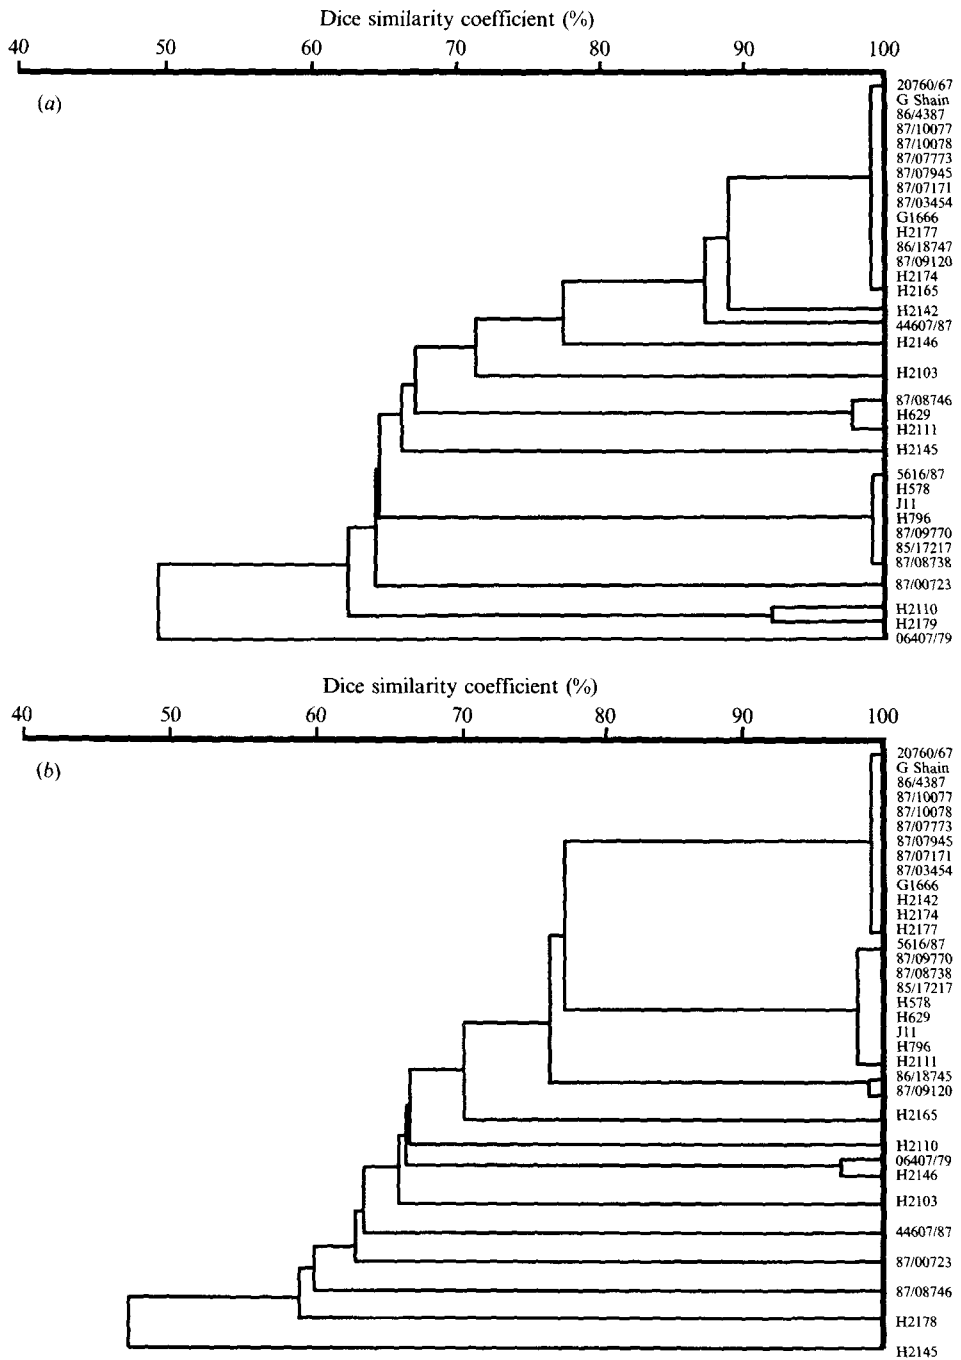 Dice similarity coefficient (%)
40 50 60 70 80 90 100
(a)
20760/67
G Shain
86/4387
87/10077
87/10078
87/07773
87/07945
87/07171
87/03454
G1666
H2177
86/18747
87/09120
H2174
H2165
H2142
44607/87
H2146
H2103
87/08746
H629
H2111
H2145
5616/87
H578
J11
H796
87/09770
85/17217
87/08738
87/00723
H2110
H2179
06407/79
Dice similarity coefficient (%)
40 50 60 70 80 90 100
(b)
20760/67
G Shain
86/4387
87/10077
87/10078
87/07773
87/07945
87/07171
87/03454
G1666
H2142
H2174
H2177
5616/87
87/09770
87/08738
85/17217
H578
H629
J11
H796
H2111
86/18745
87/09120
H2165
H2110
06407/79
H2146
H2103
44607/87
87/00723
87/08746
H2178
H2145